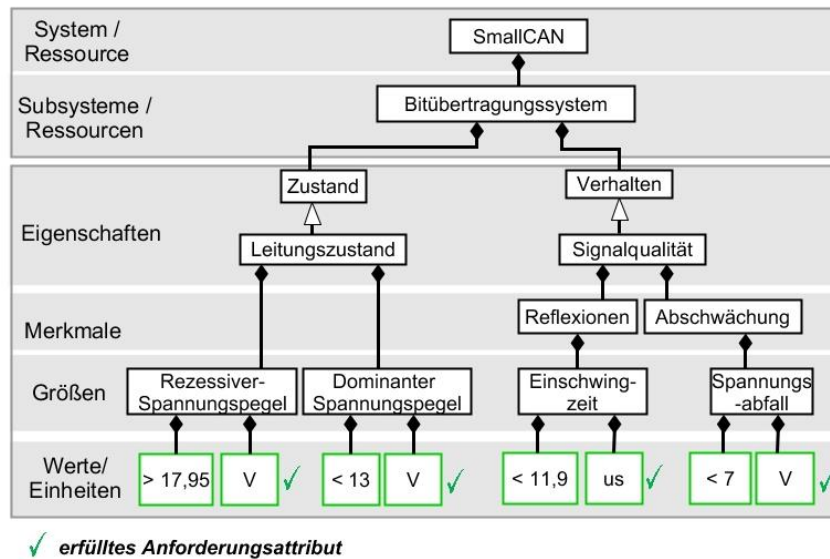 System /
Ressource
SmallCAN
Subsysteme /
Ressourcen
Bitübertragungssystem
Eigenschaften
Zustand
Verhalten
Leitungszustand
Signalqualität
Merkmale
Reflexionen
Abschwächung
Größen
Rezessiver-
Spannungspegel
Dominanter
Spannungspegel
Einschwing-
zeit
Spannungs
-abfall
Werte/
Einheiten
> 17,95
V
✓
< 13
V
✓
< 11,9
us
✓
< 7
V
✓
✓ erfülltes Anforderungsattribut